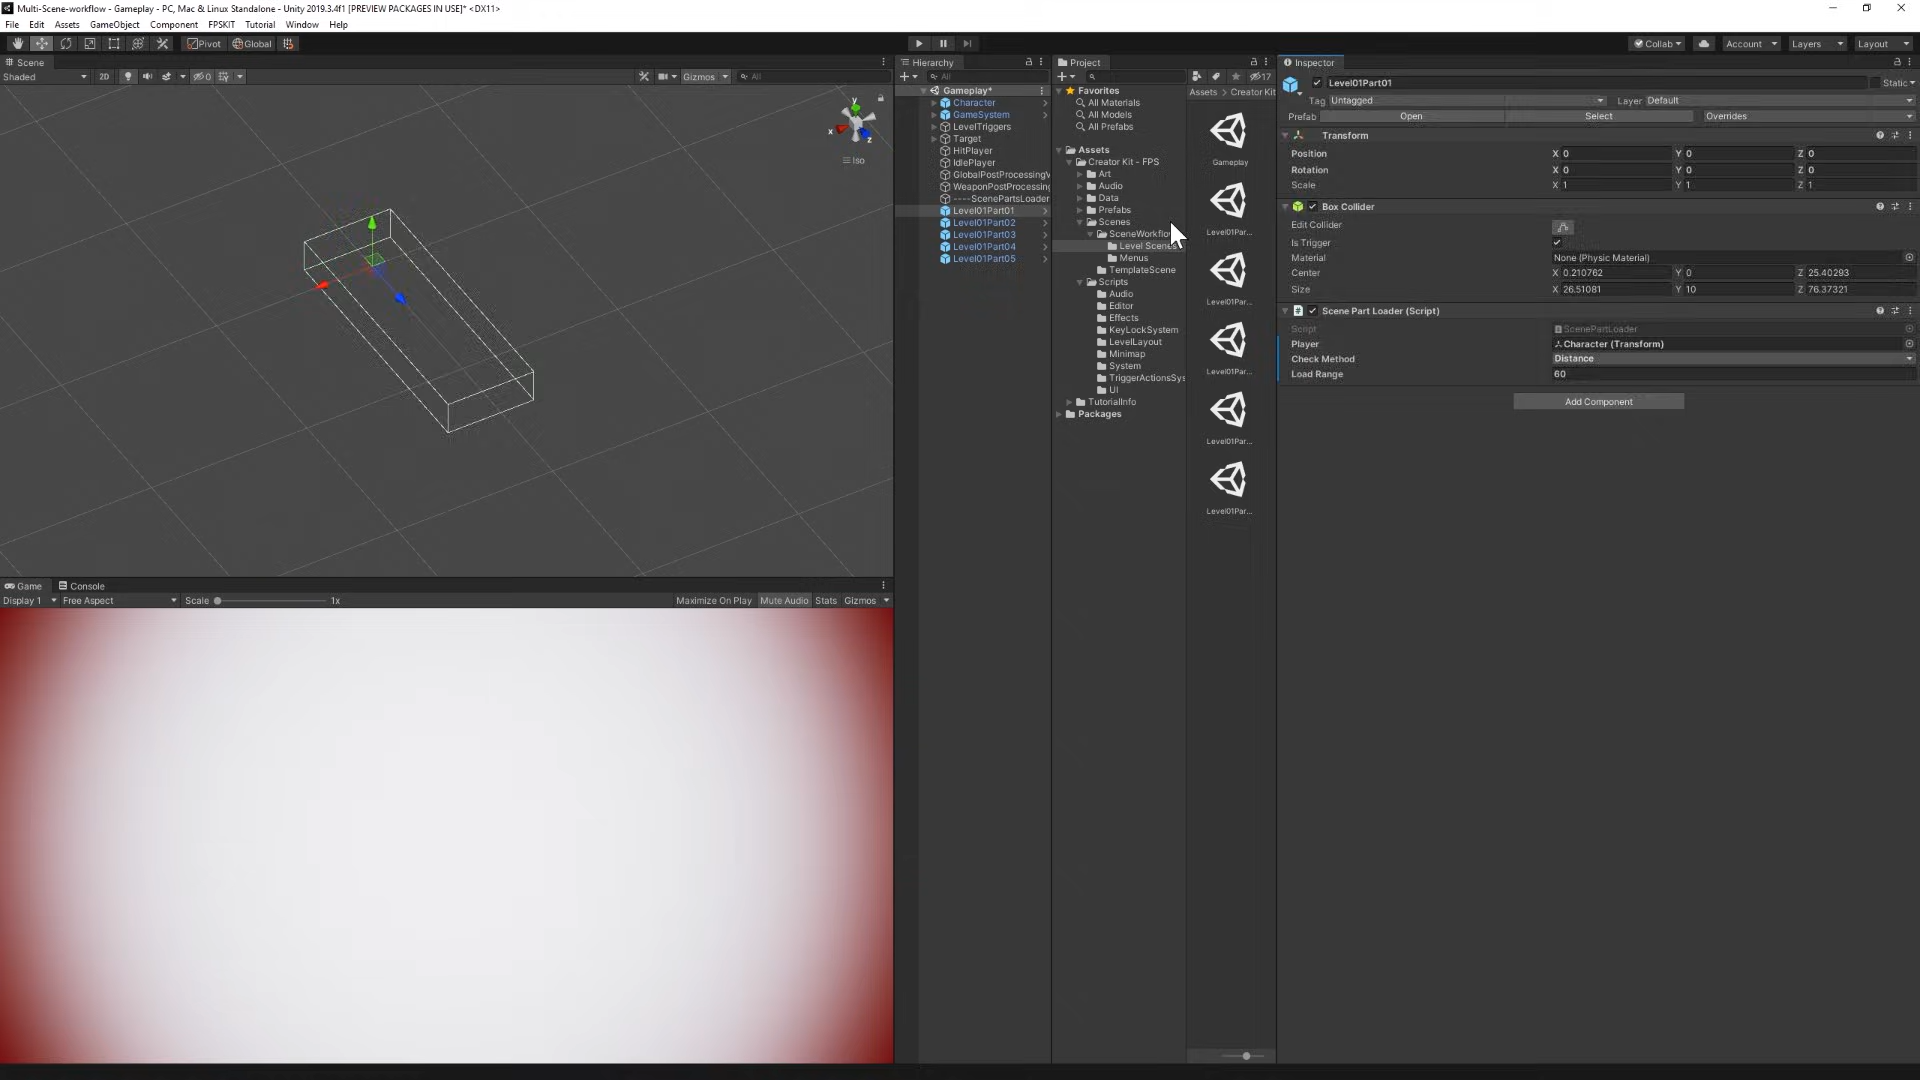 Multi-Scene-workflow - Gameplay - PC, Mac & Linux Standalone - Unity 2019.3.4f1 [PREVIEW PACKAGES IN USE]* <DX11>
File Edit Assets GameObject Component FPSKIT Tutorial Window Help
Pivot Global Collab Account Layers Layout
Scene
Shaded 2D 0 Gizmos All
y
x
z
Iso
Game Console
Display 1 Free Aspect Scale 1x Maximize On Play Mute Audio Stats Gizmos
Hierarchy
All
Gameplay*
Character
GameSystem
LevelTriggers
Target
HitPlayer
IdlePlayer
GlobalPostProcessingV
WeaponPostProcessing
----ScenePartsLoader
Level01Part01
Level01Part02
Level01Part03
Level01Part04
Level01Part05
Project
17
Favorites
All Materials
All Models
All Prefabs
Assets
Creator Kit - FPS
Art
Audio
Data
Prefabs
Scenes
SceneWorkflow
Level Scenes
Menus
TemplateScene
Scripts
Audio
Editor
Effects
KeyLockSystem
LevelLayout
Minimap
System
TriggerActionsSys
UI
TutorialInfo
Packages
Assets > Creator Kit
Gameplay
Level01Par...
Level01Par...
Level01Par...
Level01Par...
Level01Par...
Inspector
Level01Part01 Static
Tag Untagged Layer Default
Prefab Open Select Overrides
Transform
Position X 0 Y 0 Z 0
Rotation X 0 Y 0 Z 0
Scale X 1 Y 1 Z 1
Box Collider
Edit Collider
Is Trigger
Material None (Physic Material)
Center X 0.210762 Y 0 Z 25.40293
Size X 26.51081 Y 10 Z 76.37321
Scene Part Loader (Script)
Script ScenePartLoader
Player Character (Transform)
Check Method Distance
Load Range 60
Add Component